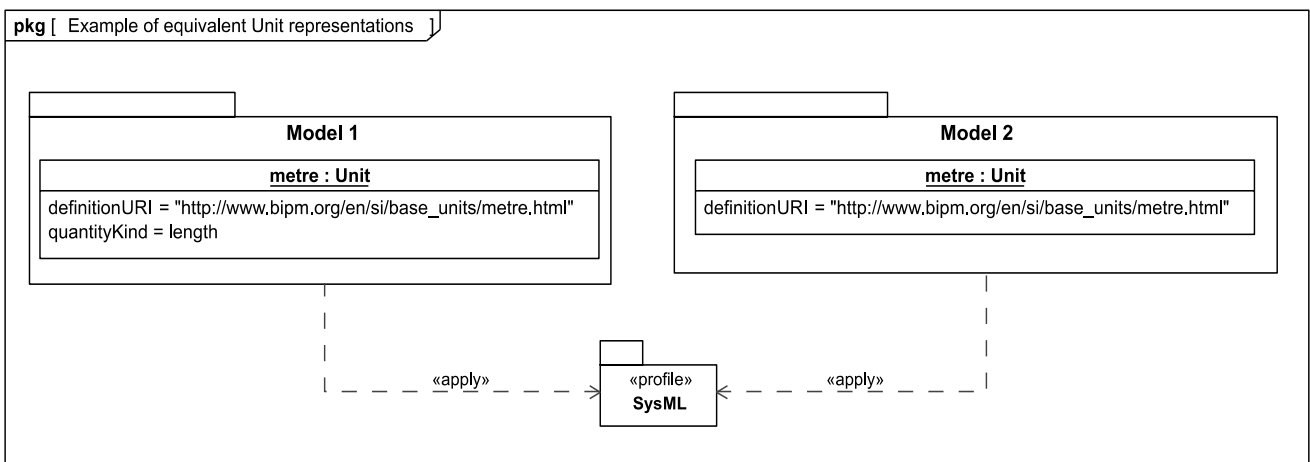 pkg [ Example of equivalent Unit representations ]
Model 1
metre : Unit
definitionURI = "http://www.bipm.org/en/si/base_units/metre.html"
quantityKind = length
Model 2
metre : Unit
definitionURI = "http://www.bipm.org/en/si/base_units/metre.html"
«apply»
«profile»
SysML
«apply»